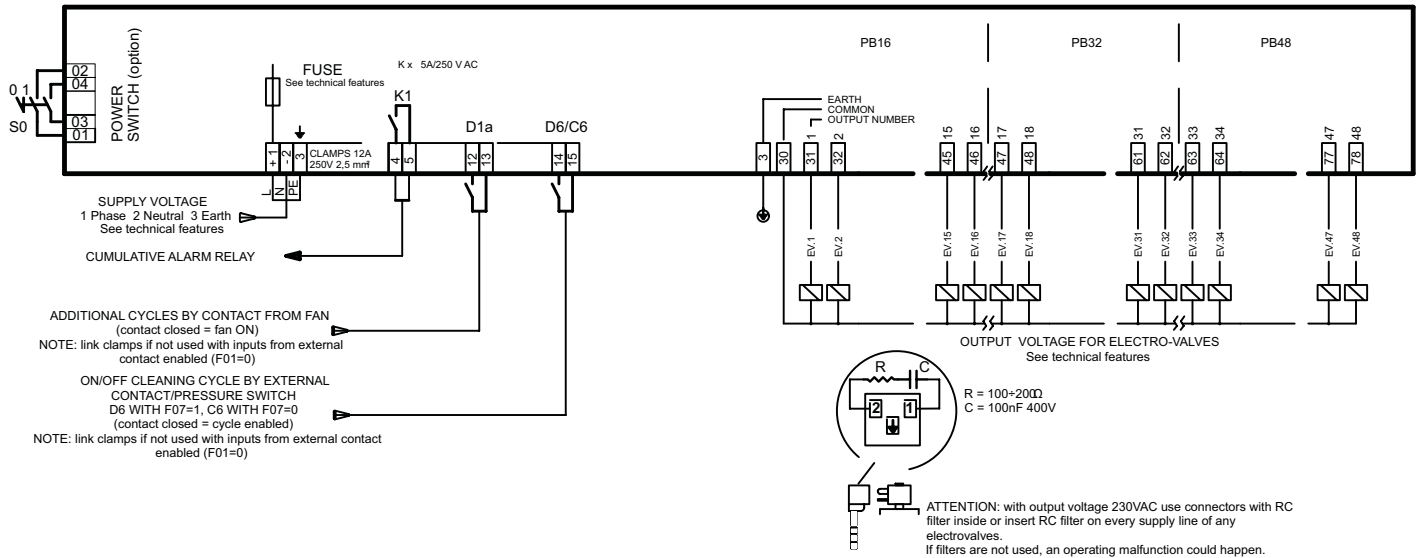 PB16
PB32
PB48
02
04
03
01
0 1
S0
POWER
SWITCH (option)
FUSE
See technical features
K x 5A/250 V AC
K1
D1a
D6/C6
+ 1
- 2
3
CLAMPS 12A
250V 2,5 mm²
4
5
12
13
14
15
L
N
PE
EARTH
COMMON
OUTPUT NUMBER
1
2
15
16
17
18
31
32
33
34
47
48
3
30
31
32
45
46
47
48
61
62
63
64
77
78
EV.1
EV.2
EV.15
EV.16
EV.17
EV.18
EV.31
EV.32
EV.33
EV.34
EV.47
EV.48
SUPPLY VOLTAGE
1 Phase 2 Neutral 3 Earth
See technical features
CUMULATIVE ALARM RELAY
ADDITIONAL CYCLES BY CONTACT FROM FAN
(contact closed = fan ON)
NOTE: link clamps if not used with inputs from external
contact enabled (F01=0)
ON/OFF CLEANING CYCLE BY EXTERNAL
CONTACT/PRESSURE SWITCH
D6 WITH F07=1, C6 WITH F07=0
(contact closed = cycle enabled)
NOTE: link clamps if not used with inputs from external contact
enabled (F01=0)
OUTPUT VOLTAGE FOR ELECTRO-VALVES
See technical features
R
C
2
1
R = 100÷200Ω
C = 100nF 400V
ATTENTION: with output voltage 230VAC use connectors with RC
filter inside or insert RC filter on every supply line of any
electrovalves.
If filters are not used, an operating malfunction could happen.